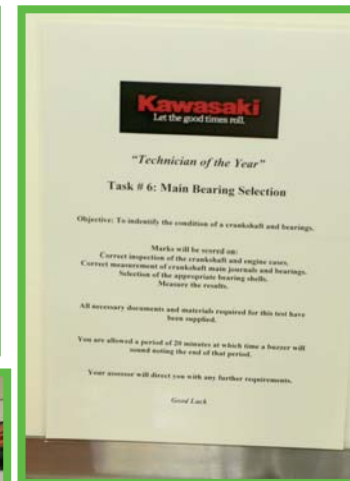 Kawasaki
Let the good times roll.
"Technician of the Year"
Task # 6: Main Bearing Selection
Objective: To indentify the condition of a crankshaft and bearings.
Marks will be scored on:
Correct inspection of the crankshaft and engine cases.
Correct measurement of crankshaft main journals and bearings.
Selection of the appropriate bearing shells.
Measure the results.
All necessary documents and materials required for this test have
been supplied.
You are allowed a period of 20 minutes at which time a buzzer will
sound noting the end of that period.
Your assessor will direct you with any further requirements.
Good Luck